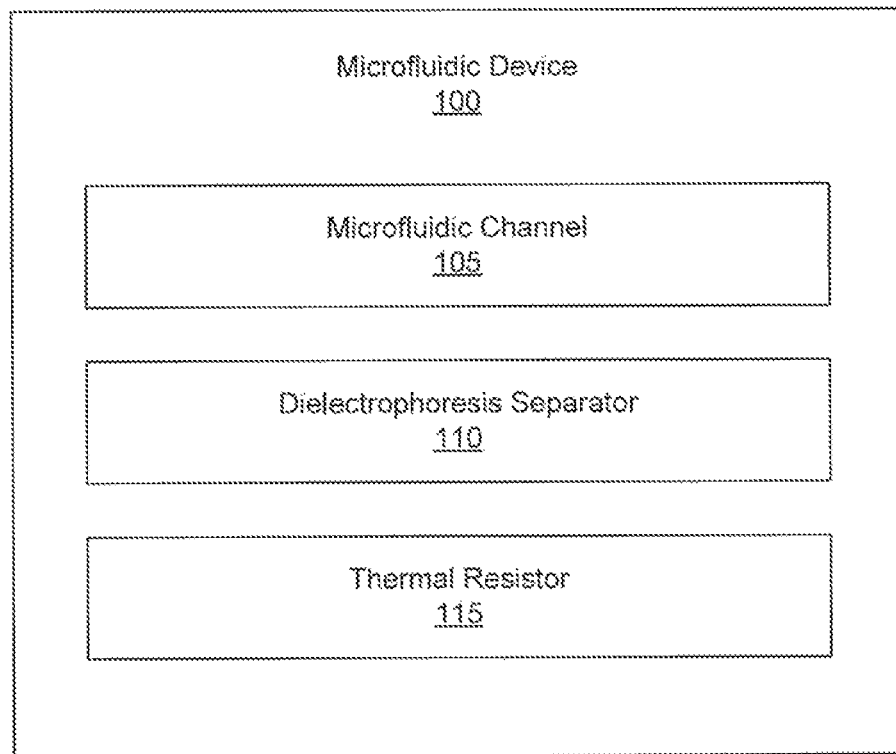 Microfluidic Device
100
Microfluidic Channel
105
Dielectrophoresis Separator
110
Thermal Resistor
115